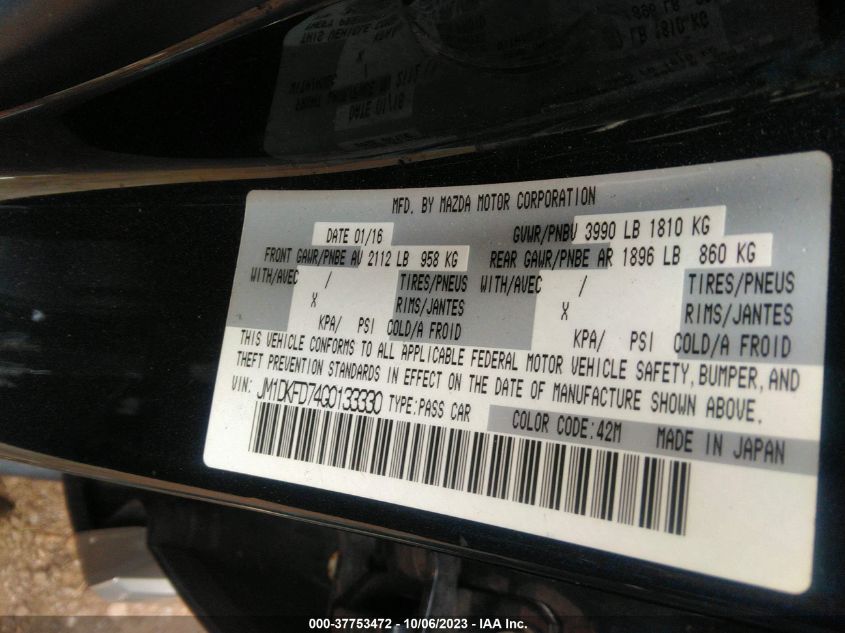 MFD. BY MAZDA MOTOR CORPORATION
DATE 01/16 GVWR/PNBV 3990 LB 1810 KG
FRONT GAWR/PNBE AV 2112 LB 958 KG REAR GAWR/PNBE AR 1896 LB 860 KG
WITH/AVEC / TIRES/PNEUS WITH/AVEC / TIRES/PNEUS
X RIMS/JANTES X RIMS/JANTES
KPA/ PSI COLD/A FROID KPA/ PSI COLD/A FROID
THIS VEHICLE CONFORMS TO ALL APPLICABLE FEDERAL MOTOR VEHICLE SAFETY, BUMPER, AND
THEFT PREVENTION STANDARDS IN EFFECT ON THE DATE OF MANUFACTURE SHOWN ABOVE.
VIN: JM1DKFD74G0133330 TYPE:PASS CAR COLOR CODE:42M MADE IN JAPAN
000-37753472 - 10/06/2023 - IAA Inc.